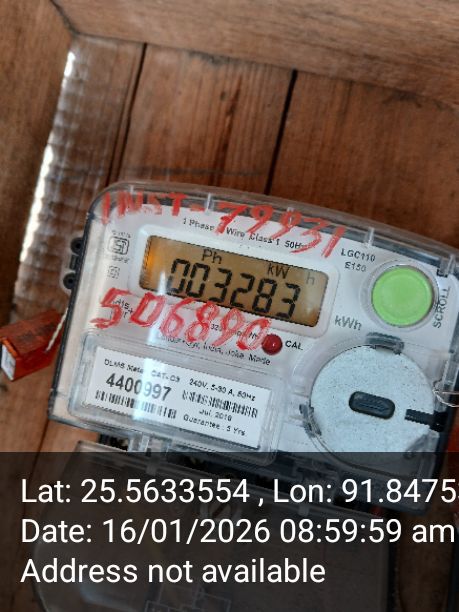 INST-79931
1 Phase 2 Wire Class 1 50Hz
LGC110
E150
Ph kW h
003283
SCROLL
506890
kWh
CAL
DLMS Meter CAT-C3 240V, 5-30 A, 50Hz
4400997
Jul, 2018
Guarantee : 5 Yrs
Lat: 25.5633554 , Lon: 91.8475
Date: 16/01/2026 08:59:59 am
Address not available